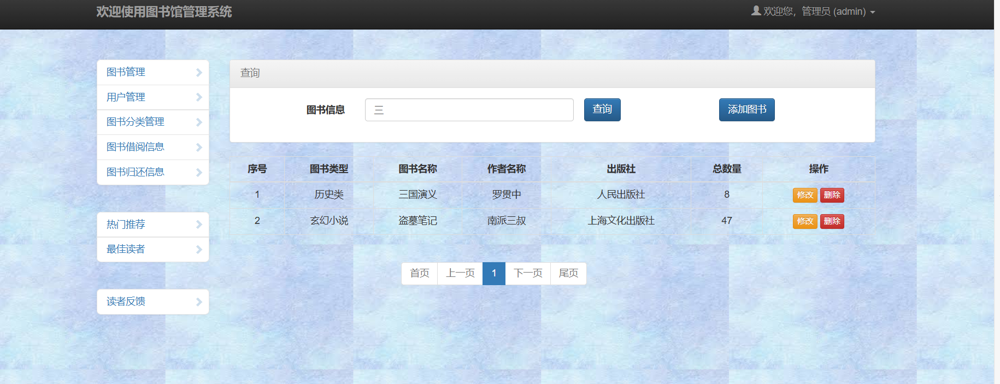 欢迎使用图书馆管理系统
欢迎您，管理员 (admin)
图书管理
用户管理
图书分类管理
图书借阅信息
图书归还信息
热门推荐
最佳读者
读者反馈
查询
图书信息 三 查询 添加图书
序号 图书类型 图书名称 作者名称 出版社 总数量 操作
1 历史类 三国演义 罗贯中 人民出版社 8 修改 删除
2 玄幻小说 盗墓笔记 南派三叔 上海文化出版社 47 修改 删除
首页 上一页 1 下一页 尾页